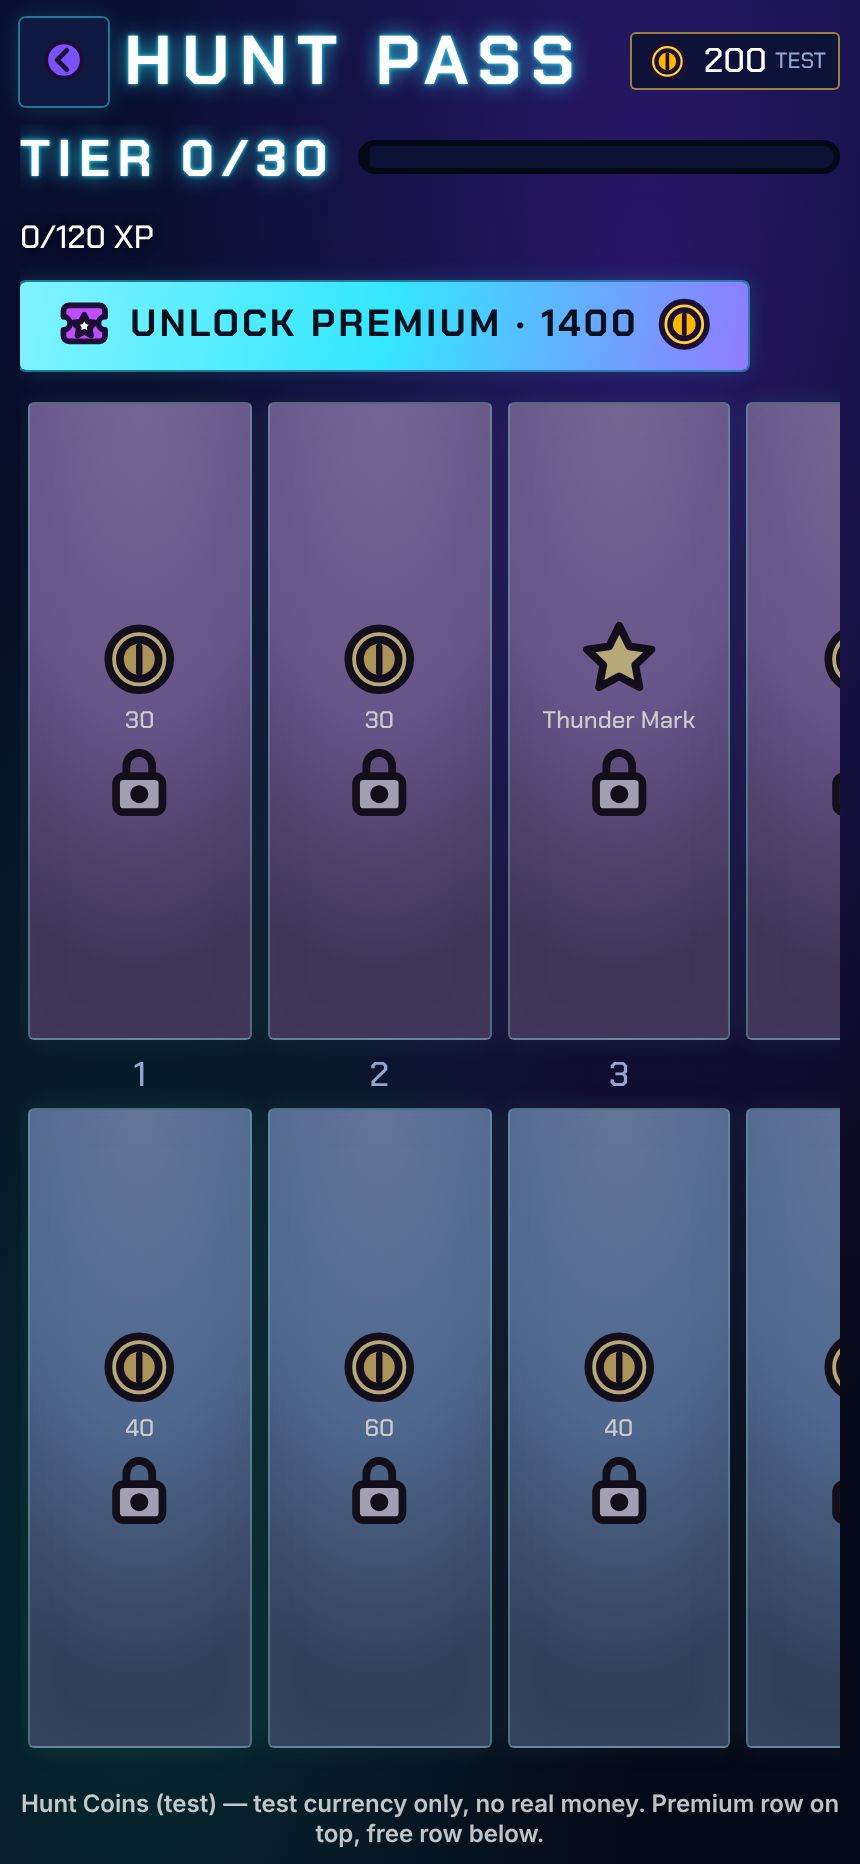 HUNT PASS
200 TEST
TIER 0/30
0/120 XP
UNLOCK PREMIUM · 1400
30
30
Thunder Mark
1
2
3
40
60
40
Hunt Coins (test) — test currency only, no real money. Premium row on
top, free row below.